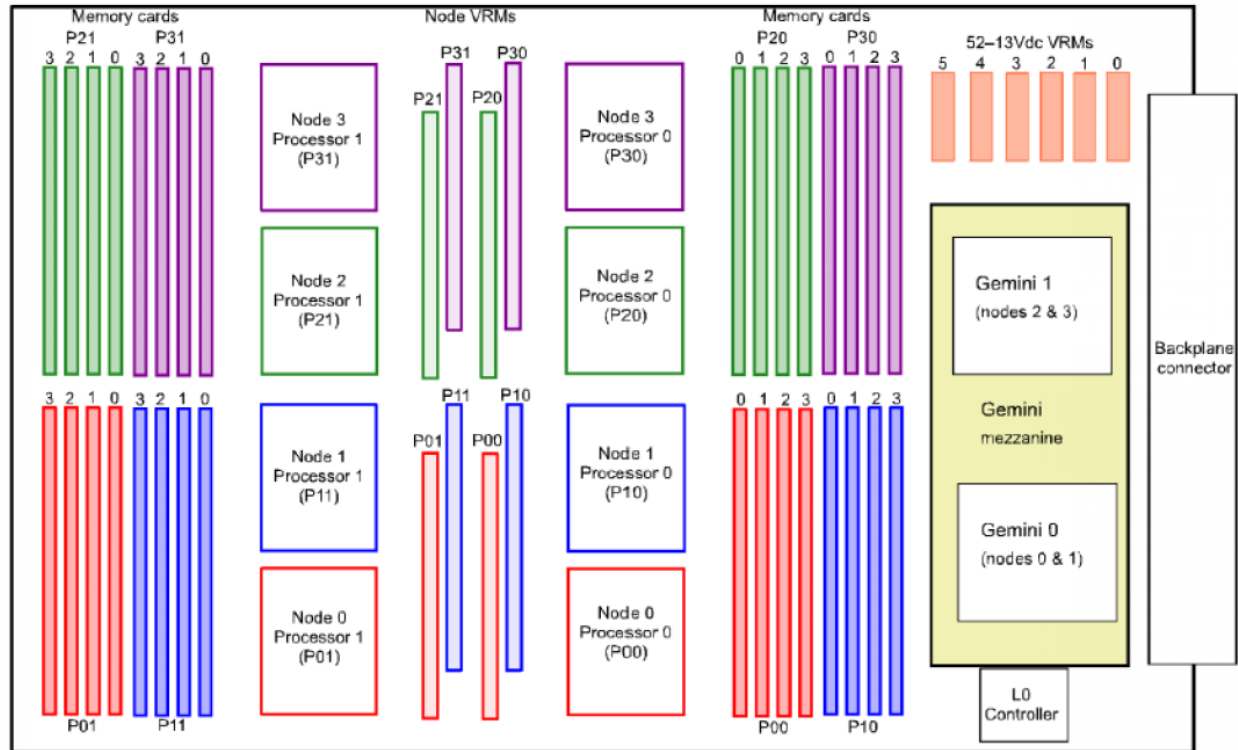 Memory cards
Node VRMs
Memory cards
P21 P31
P20 P30
52–13Vdc VRMs
3 2 1 0 3 2 1 0
P31 P30
0 1 2 3 0 1 2 3
5 4 3 2 1 0
P21 P20
Node 3
Processor 1
(P31)
Node 3
Processor 0
(P30)
Node 2
Processor 1
(P21)
Node 2
Processor 0
(P20)
Gemini 1
(nodes 2 & 3)
Backplane
connector
3 2 1 0 3 2 1 0
P11 P10
0 1 2 3 0 1 2 3
Gemini
mezzanine
P01 P00
Node 1
Processor 1
(P11)
Node 1
Processor 0
(P10)
Gemini 0
(nodes 0 & 1)
Node 0
Processor 1
(P01)
Node 0
Processor 0
(P00)
L0
Controller
P01 P11
P00 P10